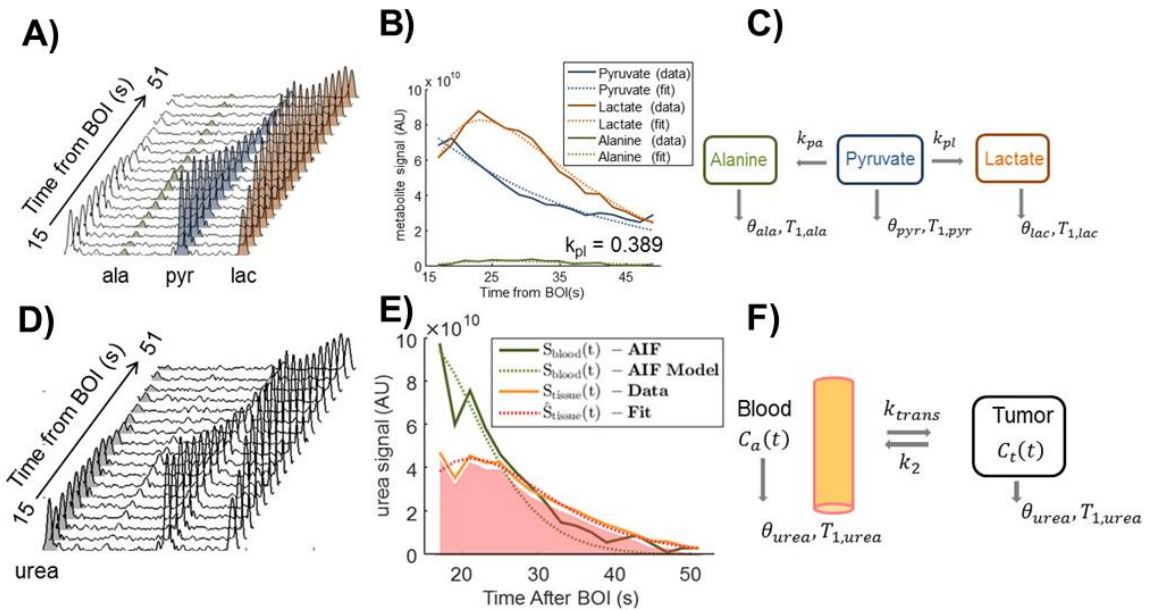 A)
Time from BOI (s)
15
51
ala
pyr
lac
B)
x 10^10
metabolite signal (AU)
10
8
6
4
2
0
15
25
35
45
Time from BOI(s)
Pyruvate (data)
Pyruvate (fit)
Lactate (data)
Lactate (fit)
Alanine (data)
Alanine (fit)
k_pl = 0.389
C)
Alanine
k_pa
Pyruvate
k_pl
Lactate
θ_ala, T_1,ala
θ_pyr, T_1,pyr
θ_lac, T_1,lac
D)
Time from BOI (s)
15
51
urea
E)
×10^10
urea signal (AU)
10
8
6
4
2
0
20
30
40
50
Time After BOI (s)
S_blood(t) – AIF
S_blood(t) – AIF Model
S_tissue(t) – Data
Ŝ_tissue(t) – Fit
F)
Blood
C_a(t)
k_trans
k_2
Tumor
C_t(t)
θ_urea, T_1,urea
θ_urea, T_1,urea